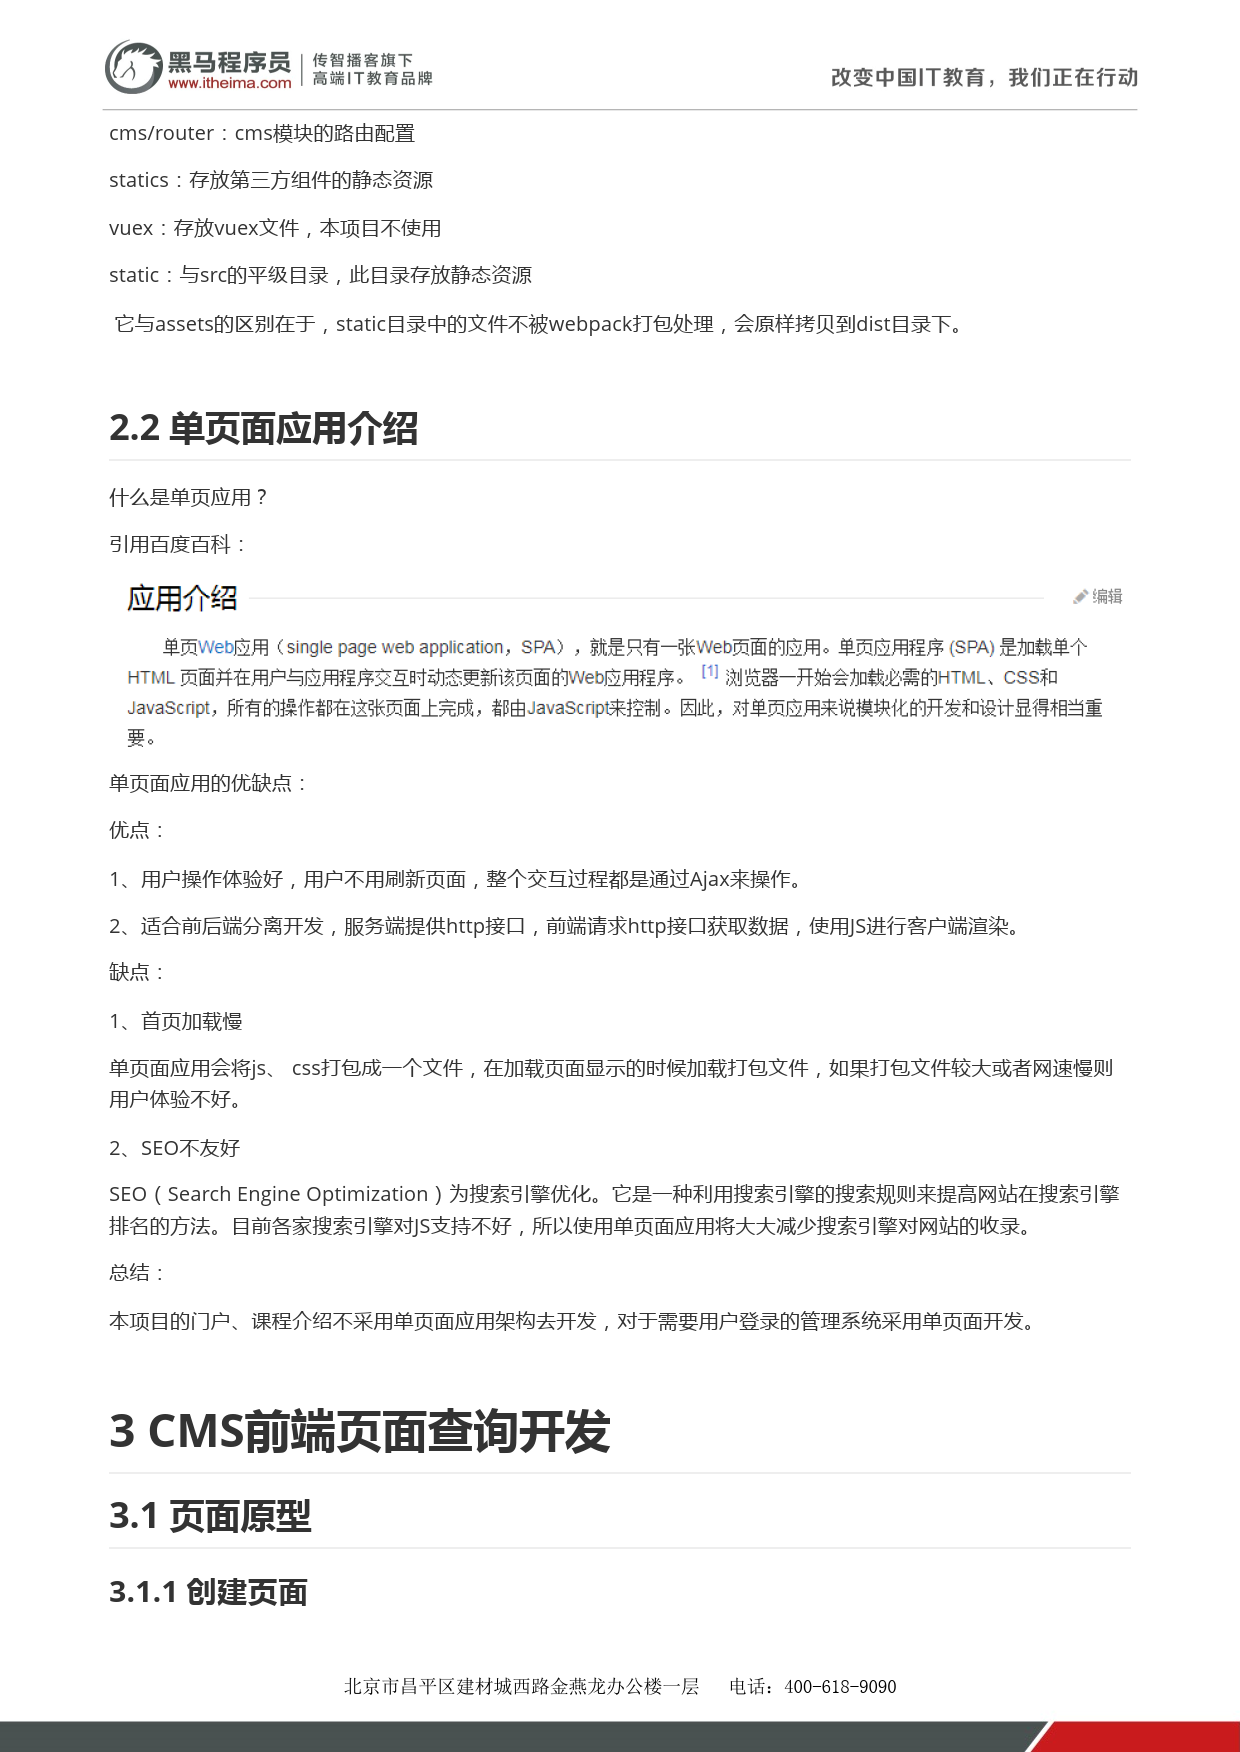 黑马程序员
www.itheima.com
传智播客旗下
高端IT教育品牌
改变中国IT教育，我们正在行动
cms/router：cms模块的路由配置
statics：存放第三方组件的静态资源
vuex：存放vuex文件，本项目不使用
static：与src的平级目录，此目录存放静态资源
它与assets的区别在于，static目录中的文件不被webpack打包处理，会原样拷贝到dist目录下。
2.2 单页面应用介绍
什么是单页应用？
引用百度百科：
应用介绍
编辑
单页Web应用（single page web application，SPA），就是只有一张Web页面的应用。单页应用程序 (SPA) 是加载单个
HTML 页面并在用户与应用程序交互时动态更新该页面的Web应用程序。 [1] 浏览器一开始会加载必需的HTML、CSS和
JavaScript，所有的操作都在这张页面上完成，都由JavaScript来控制。因此，对单页应用来说模块化的开发和设计显得相当重
要。
单页面应用的优缺点：
优点：
1、用户操作体验好，用户不用刷新页面，整个交互过程都是通过Ajax来操作。
2、适合前后端分离开发，服务端提供http接口，前端请求http接口获取数据，使用JS进行客户端渲染。
缺点：
1、首页加载慢
单页面应用会将js、 css打包成一个文件，在加载页面显示的时候加载打包文件，如果打包文件较大或者网速慢则
用户体验不好。
2、SEO不友好
SEO（Search Engine Optimization）为搜索引擎优化。它是一种利用搜索引擎的搜索规则来提高网站在搜索引擎
排名的方法。目前各家搜索引擎对JS支持不好，所以使用单页面应用将大大减少搜索引擎对网站的收录。
总结：
本项目的门户、课程介绍不采用单页面应用架构去开发，对于需要用户登录的管理系统采用单页面开发。
3 CMS前端页面查询开发
3.1 页面原型
3.1.1 创建页面
北京市昌平区建材城西路金燕龙办公楼一层 电话：400-618-9090